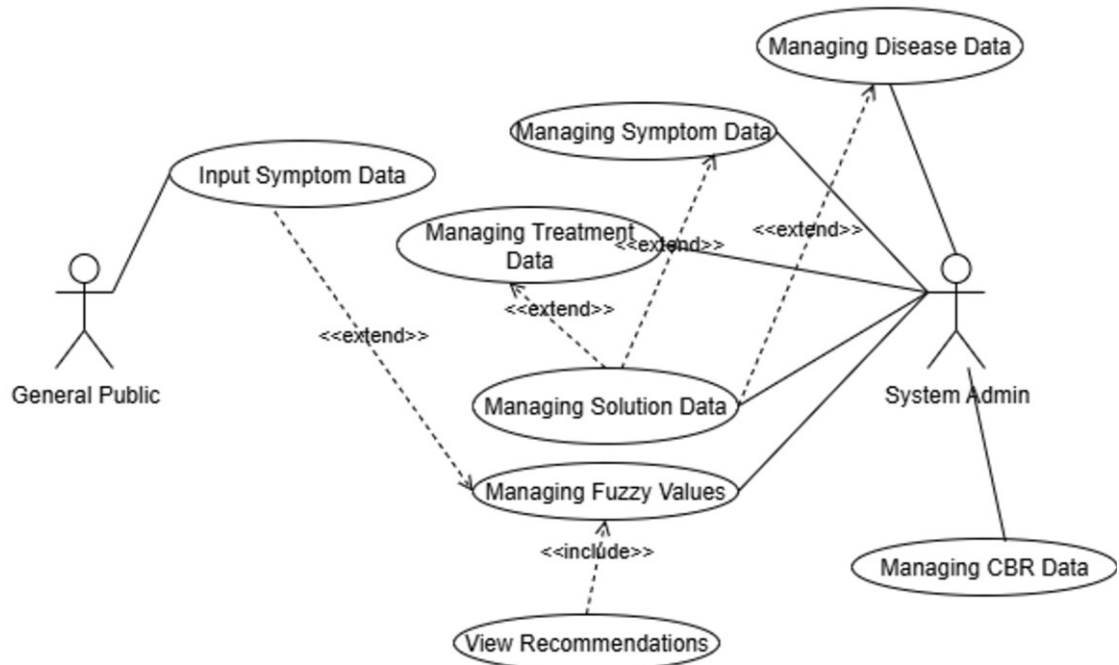 Managing Disease Data
Managing Symptom Data
Input Symptom Data
Managing Treatment
Data
<<extend>>
<<extend>>
<<extend>>
<<extend>>
General Public
System Admin
Managing Solution Data
Managing Fuzzy Values
<<include>>
Managing CBR Data
View Recommendations